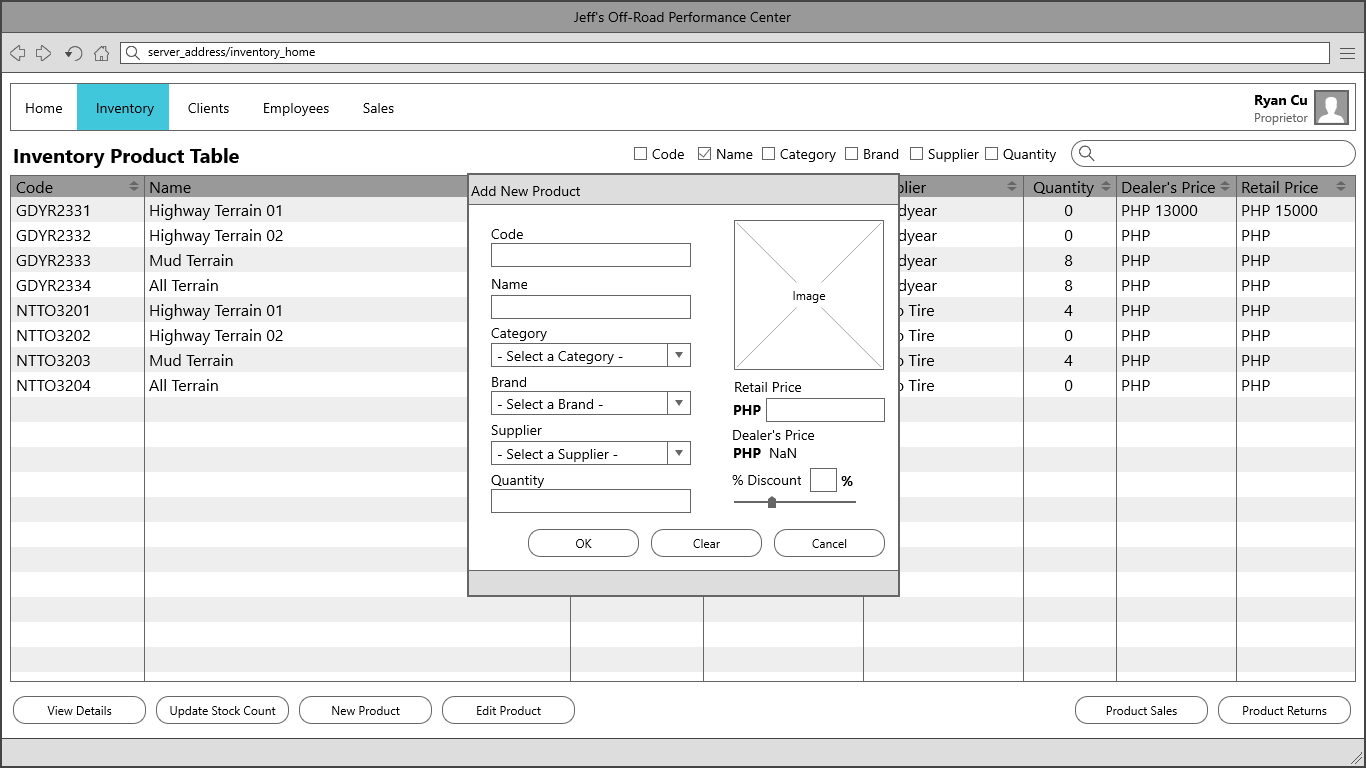 Jeff's Off-Road Performance Center
server_address/inventory_home
Home Inventory Clients Employees Sales
Ryan Cu
Proprietor
Inventory Product Table
Code Name Category Brand Supplier Quantity
Code Name Quantity Dealer's Price Retail Price
GDYR2331 Highway Terrain 01 0 PHP 13000 PHP 15000
GDYR2332 Highway Terrain 02 0 PHP PHP
GDYR2333 Mud Terrain 8 PHP PHP
GDYR2334 All Terrain 8 PHP PHP
NTTO3201 Highway Terrain 01 Tire 4 PHP PHP
NTTO3202 Highway Terrain 02 Tire 0 PHP PHP
NTTO3203 Mud Terrain Tire 4 PHP PHP
NTTO3204 All Terrain Tire 0 PHP PHP
Add New Product
Code
Name
Category
- Select a Category -
Brand
- Select a Brand -
Supplier
- Select a Supplier -
Quantity
Image
Retail Price
PHP
Dealer's Price
PHP NaN
% Discount %
OK Clear Cancel
View Details Update Stock Count New Product Edit Product Product Sales Product Returns